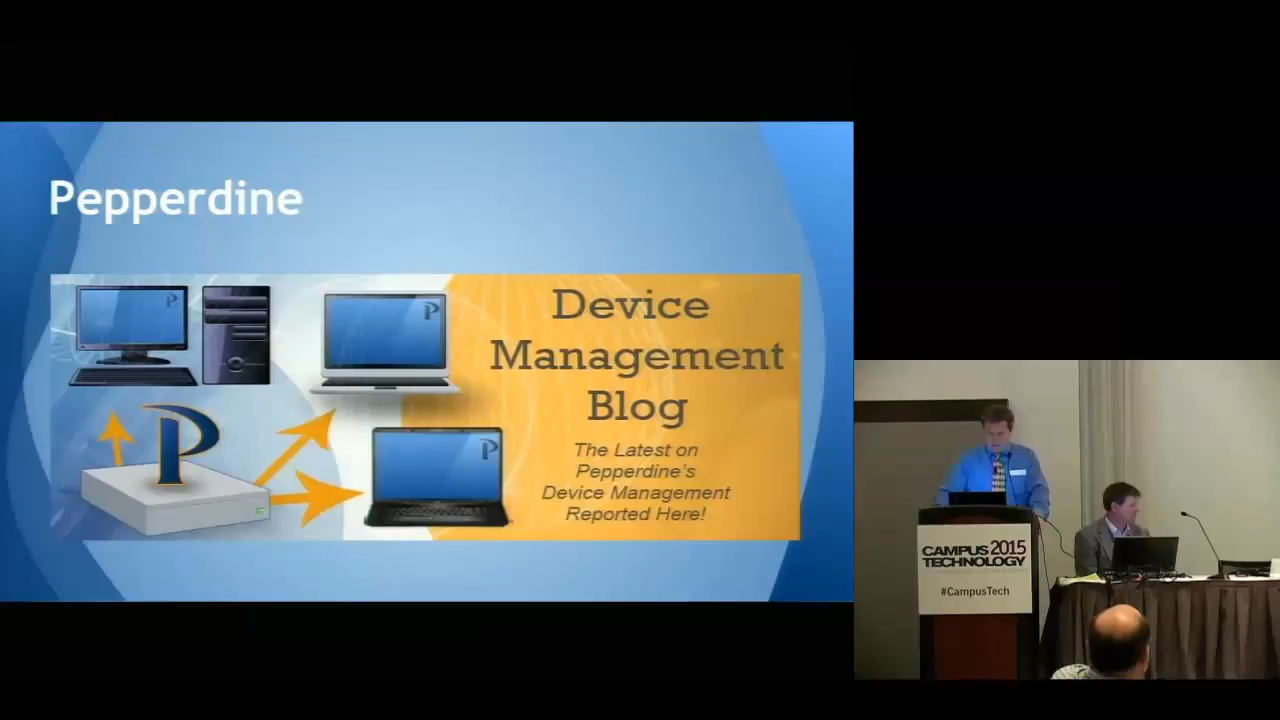 Pepperdine
Device
Management
Blog
The Latest on
Pepperdine's
Device Management
Reported Here!
P
P
P
P
CAMPUS 2015
TECHNOLOGY
#CampusTech